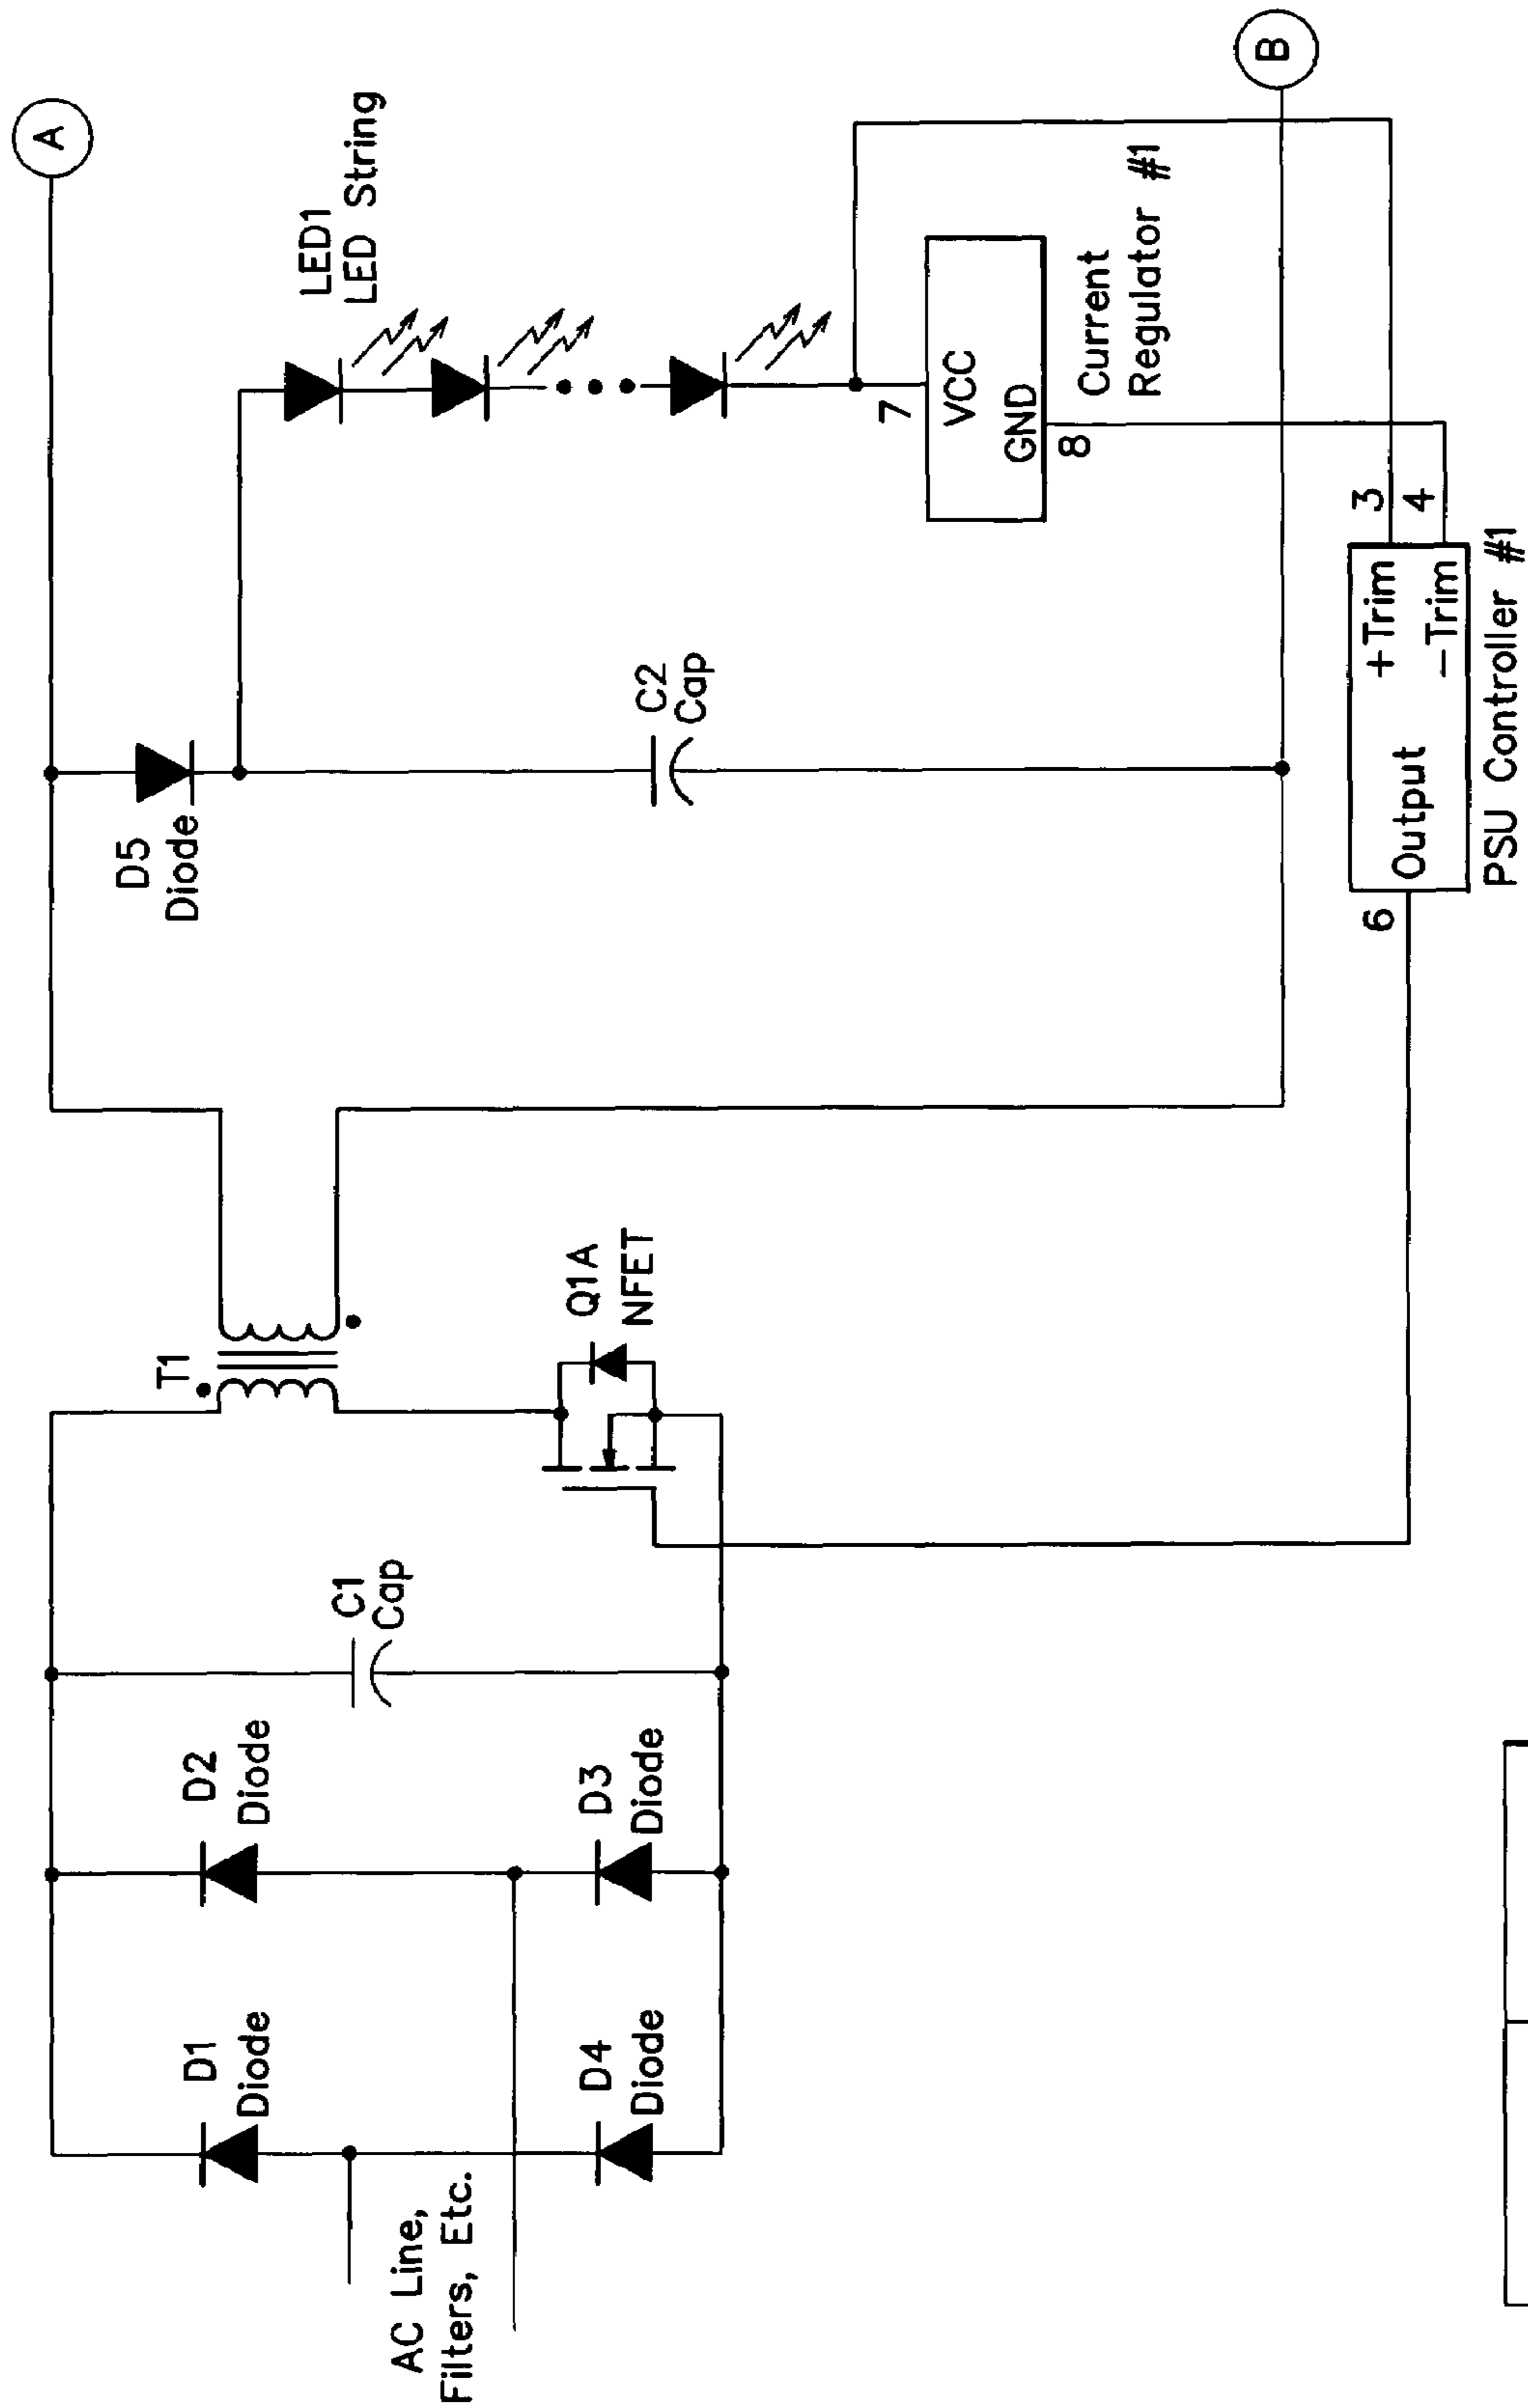 A
LED1
LED String
D5
Diode
C2
Cap
7
VCC
GND
8
Current
Regulator #1
B
3
4
+Trim
−Trim
Output
6
PSU Controller #1
T1
Q1A
NFET
C1
Cap
D2
Diode
D3
Diode
D1
Diode
D4
Diode
AC Line,
Filters, Etc.